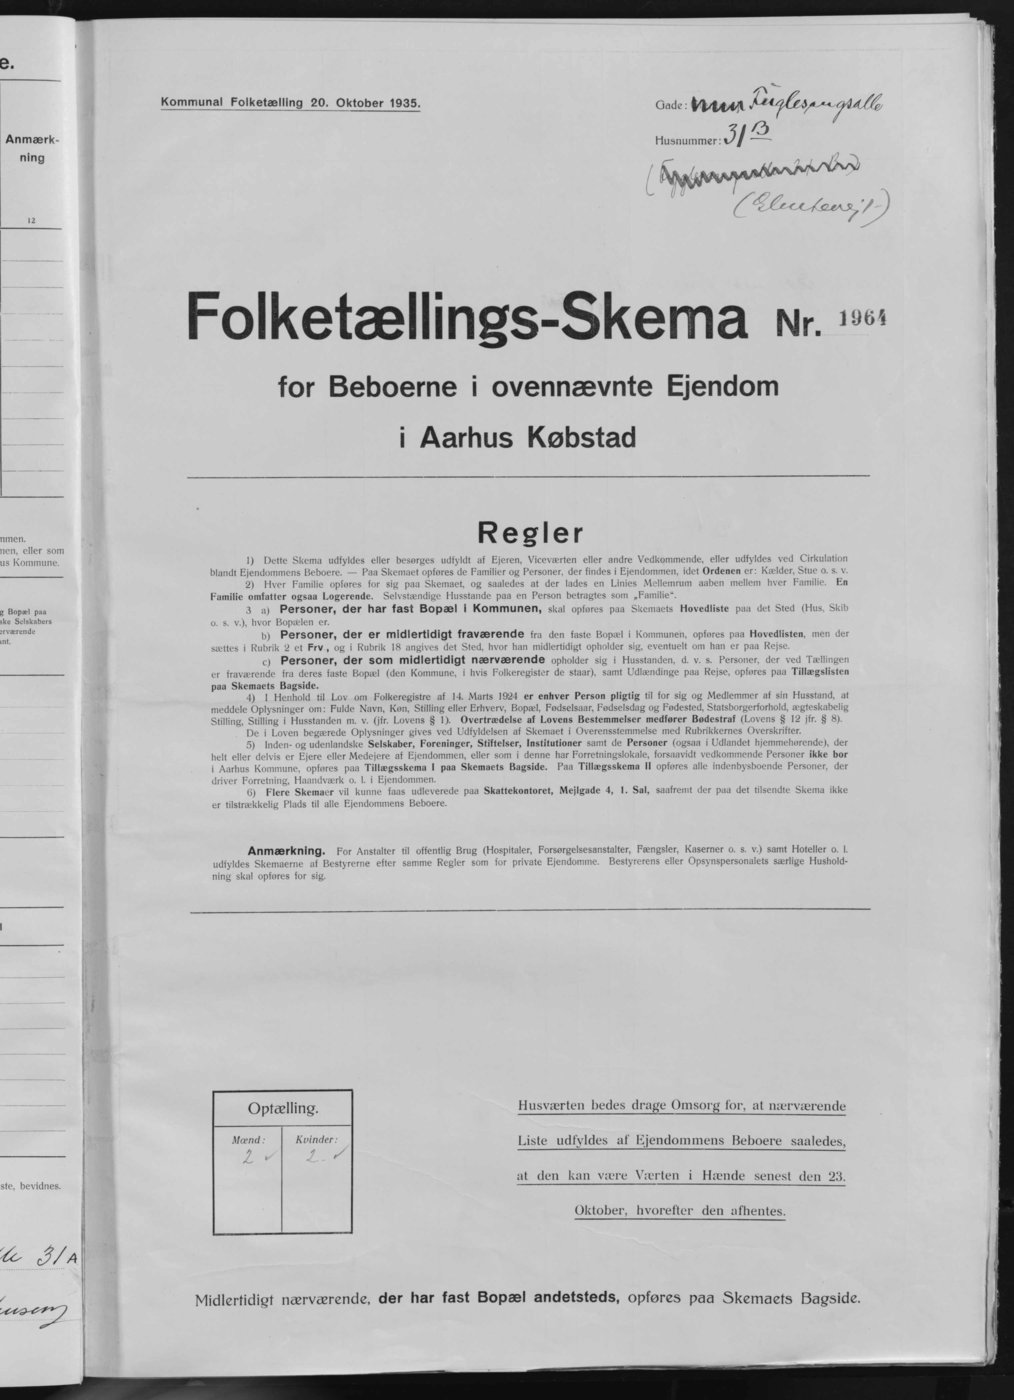 e.
Anmærk-
ning
12
mmen.
men, eller som
us Kommune.
g Bopæl paa
ske Selskabers
ærværende
ant.
ste, bevidnes.
31A
Kommunal Folketælling 20. Oktober 1935.
Gade: Fuglesangsalle
Husnummer: 31B
(Glentevej 1-)
Folketællings-Skema Nr. 1964
for Beboerne i ovennævnte Ejendom
i Aarhus Købstad
Regler
1) Dette Skema udfyldes eller besørges udfyldt af Ejeren, Viceværten eller andre Vedkommende, eller udfyldes ved Cirkulation
blandt Ejendommens Beboere. — Paa Skemaet opføres de Familier og Personer, der findes i Ejendommen, idet Ordenen er: Kælder, Stue o. s. v.
2) Hver Familie opføres for sig paa Skemaet, og saaledes at der lades en Linies Mellemrum aaben mellem hver Familie. En
Familie omfatter ogsaa Logerende. Selvstændige Husstande paa en Person betragtes som „Familie“.
3 a) Personer, der har fast Bopæl i Kommunen, skal opføres paa Skemaets Hovedliste paa det Sted (Hus, Skib
o. s. v.), hvor Bopælen er.
b) Personer, der er midlertidigt fraværende fra den faste Bopæl i Kommunen, opføres paa Hovedlisten, men der
sættes i Rubrik 2 et Frv., og i Rubrik 18 angives det Sted, hvor han midlertidigt opholder sig, eventuelt om han er paa Rejse.
c) Personer, der som midlertidigt nærværende opholder sig i Husstanden, d. v. s. Personer, der ved Tællingen
er fraværende fra deres faste Bopæl (den Kommune, i hvis Folkeregister de staar), samt Udlændinge paa Rejse, opføres paa Tillægslisten
paa Skemaets Bagside.
4) I Henhold til Lov om Folkeregistre af 14. Marts 1924 er enhver Person pligtig til for sig og Medlemmer af sin Husstand, at
meddele Oplysninger om: Fulde Navn, Køn, Stilling eller Erhverv, Bopæl, Fødselsaar, Fødselsdag og Fødested, Statsborgerforhold, ægteskabelig
Stilling, Stilling i Husstanden m. v. (jfr. Lovens § 1). Overtrædelse af Lovens Bestemmelser medfører Bødestraf (Lovens § 12 jfr. § 8).
De i Loven begærede Oplysninger gives ved Udfyldelsen af Skemaet i Overensstemmelse med Rubrikkernes Overskrifter.
5) Inden- og udenlandske Selskaber, Foreninger, Stiftelser, Institutioner samt de Personer (ogsaa i Udlandet hjemmehørende), der
helt eller delvis er Ejere eller Medejere af Ejendommen, eller som i denne har Forretningslokale, forsaavidt vedkommende Personer ikke bor
i Aarhus Kommune, opføres paa Tillægsskema I paa Skemaets Bagside. Paa Tillægsskema II opføres alle indenbysboende Personer, der
driver Forretning, Haandværk o. l. i Ejendommen.
6) Flere Skemaer vil kunne faas udleverede paa Skattekontoret, Mejlgade 4, 1. Sal, saafremt der paa det tilsendte Skema ikke
er tilstrækkelig Plads til alle Ejendommens Beboere.
Anmærkning. For Anstalter til offentlig Brug (Hospitaler, Forsørgelsesanstalter, Fængsler, Kaserner o. s. v.) samt Hoteller o. l.
udfyldes Skemaerne af Bestyrerne efter samme Regler som for private Ejendomme. Bestyrerens eller Opsynspersonalets særlige Hushold-
ning skal opføres for sig.
Optælling.
Mænd: Kvinder:
2 ✓ 2 ✓
Husværten bedes drage Omsorg for, at nærværende
Liste udfyldes af Ejendommens Beboere saaledes,
at den kan være Værten i Hænde senest den 23.
Oktober, hvorefter den afhentes.
Midlertidigt nærværende, der har fast Bopæl andetsteds, opføres paa Skemaets Bagside.